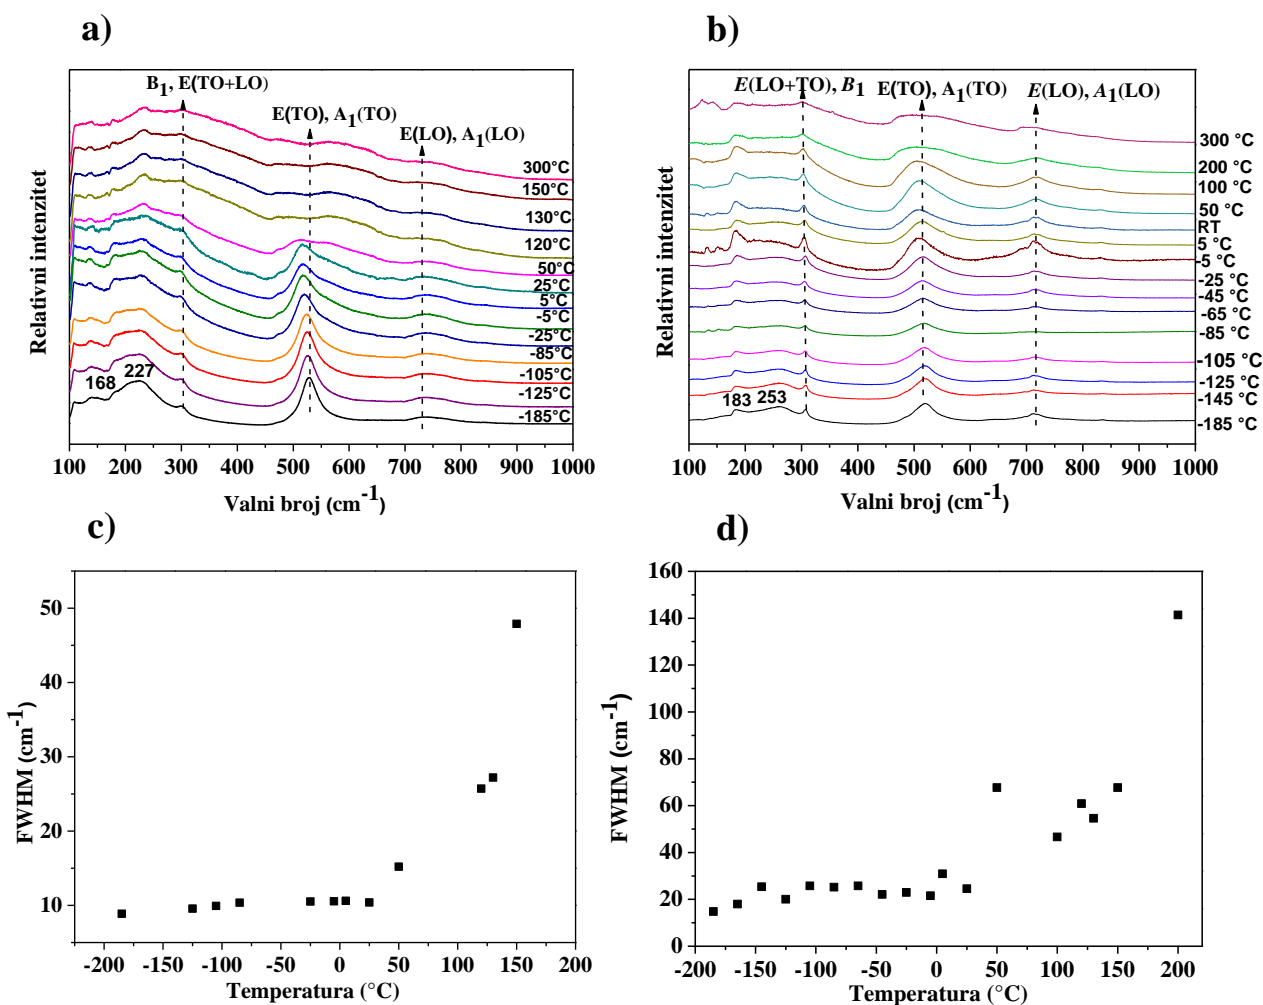 a)
B1, E(TO+LO)
E(TO), A1(TO)
E(LO), A1(LO)
300°C
150°C
130°C
120°C
50°C
25°C
5°C
-5°C
-25°C
-85°C
-105°C
-125°C
-185°C
168 227
Relativni intenzitet
100 200 300 400 500 600 700 800 900 1000
Valni broj (cm-1)
b)
E(LO+TO), B1 E(TO), A1(TO) E(LO), A1(LO)
300 °C
200 °C
100 °C
50 °C
RT
5 °C
-5 °C
-25 °C
-45 °C
-65 °C
-85 °C
-105 °C
-125 °C
-145 °C
-185 °C
183 253
Relativni intenzitet
100 200 300 400 500 600 700 800 900 1000
Valni broj (cm-1)
c)
50
40
30
20
10
FWHM (cm-1)
-200 -150 -100 -50 0 50 100 150 200
Temperatura (°C)
d)
160
140
120
100
80
60
40
20
0
FWHM (cm-1)
-200 -150 -100 -50 0 50 100 150 200
Temperatura (°C)